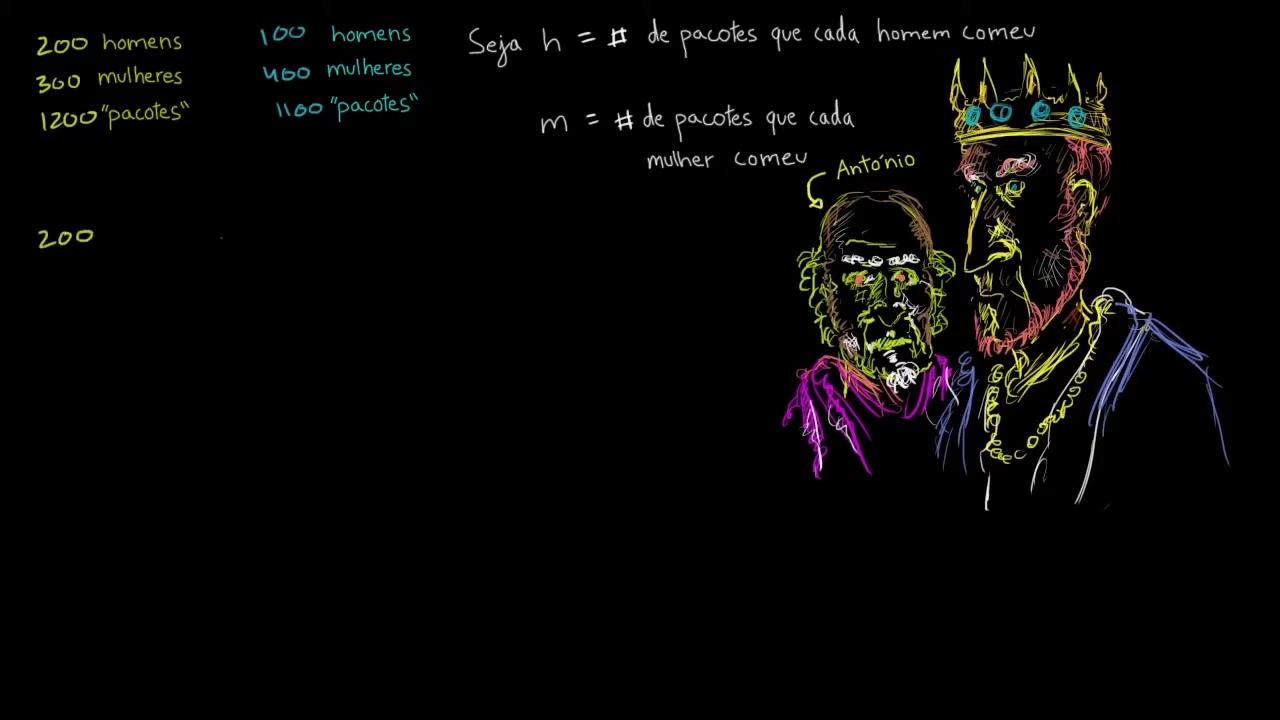 200 homens
300 mulheres
1200 "pacotes"
100 homens
400 mulheres
1100 "pacotes"
Seja h = # de pacotes que cada homem comeu
m = # de pacotes que cada
mulher comeu
António
200